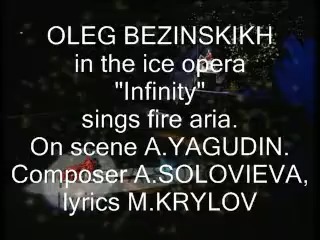 OLEG BEZINSKIKH
in the ice opera
"Infinity"
sings fire aria.
On scene A.YAGUDIN.
Composer A.SOLOVIEVA,
lyrics M.KRYLOV